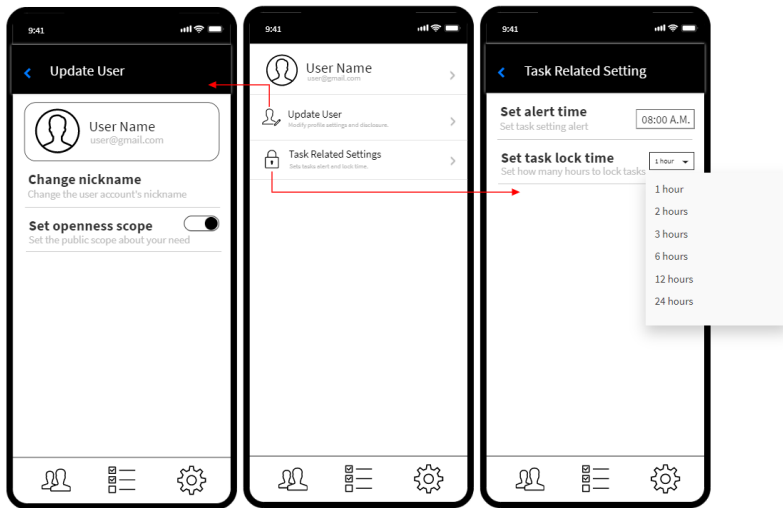 9:41
Update User
User Name
user@gmail.com
Change nickname
Change the user account's nickname
Set openness scope
Set the public scope about your need
9:41
User Name
user@gmail.com
Update User
Modify profile settings and disclosure.
Task Related Settings
Sets tasks alert and lock time.
9:41
Task Related Setting
Set alert time
Set task setting alert
08:00 A.M.
Set task lock time
Set how many hours to lock tasks
1 hour
1 hour
2 hours
3 hours
6 hours
12 hours
24 hours